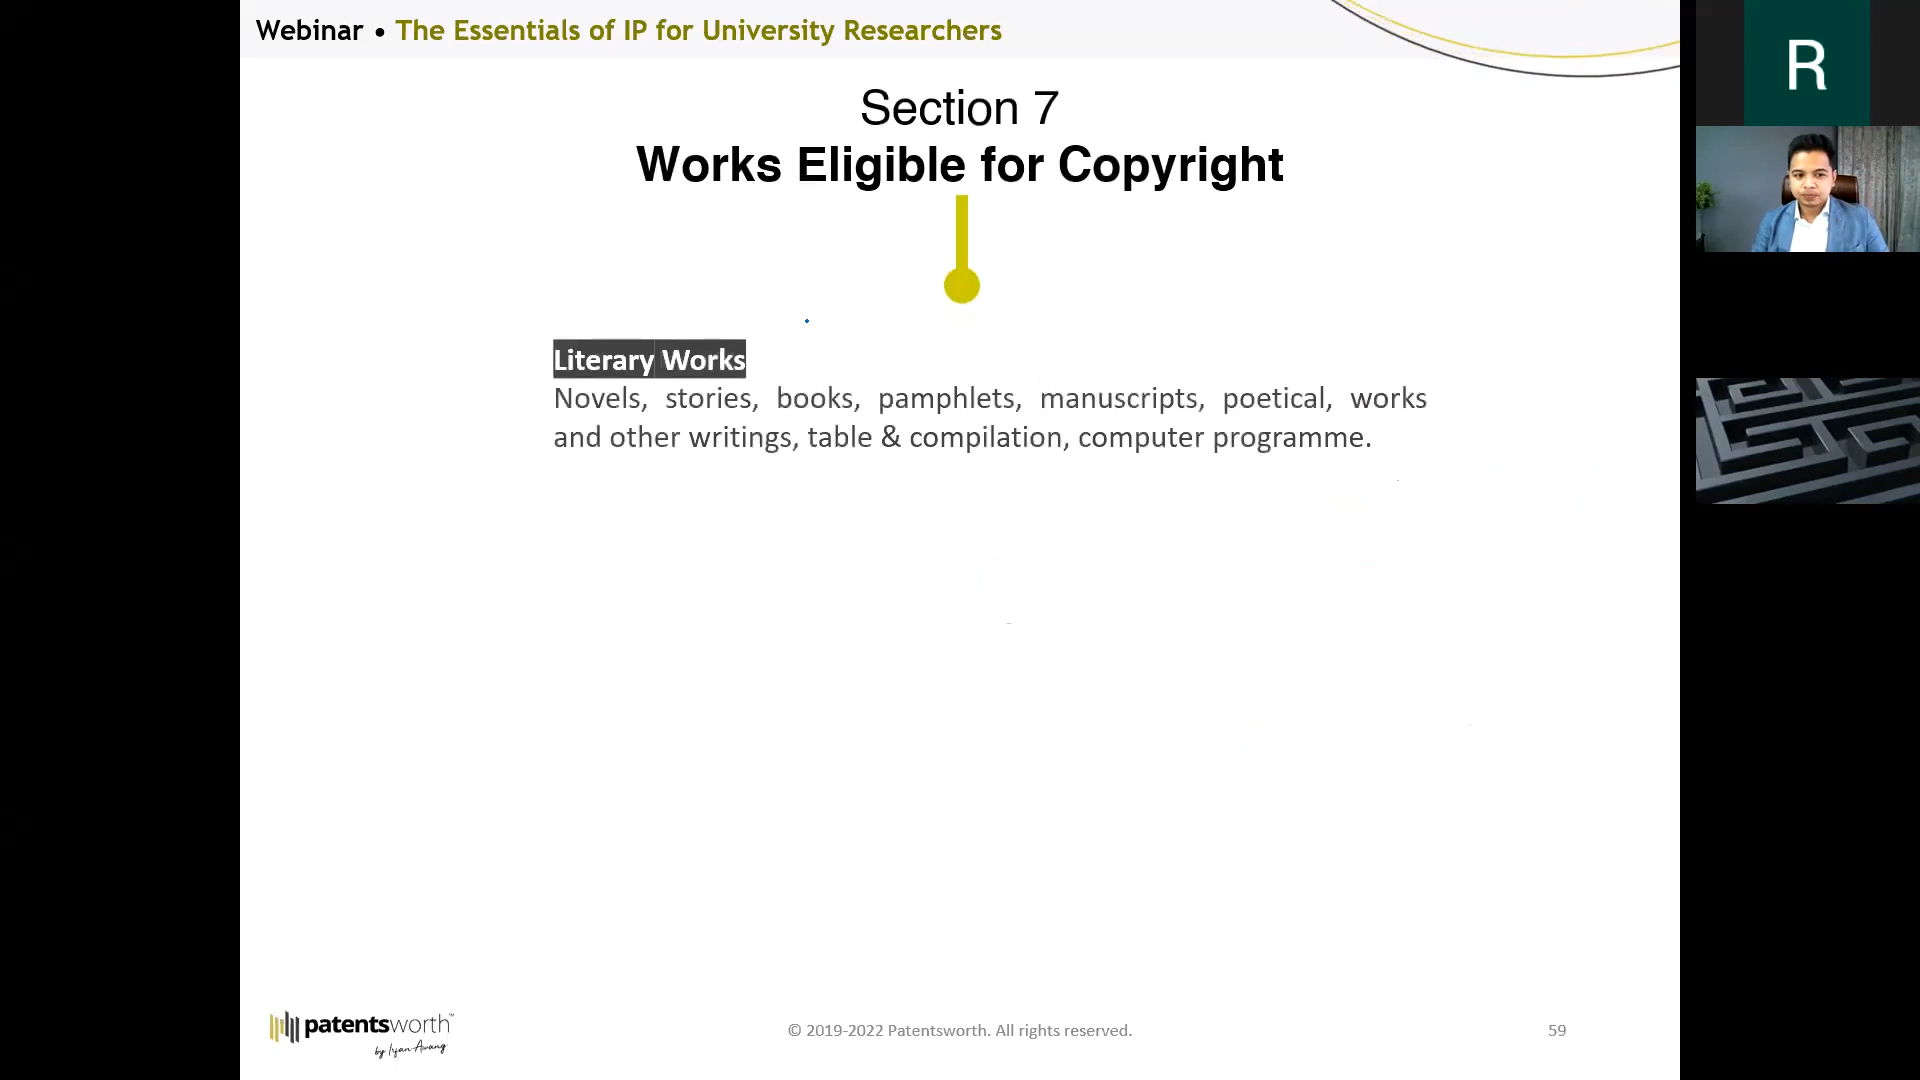 Webinar • The Essentials of IP for University Researchers
R
Section 7
Works Eligible for Copyright
Literary Works
Novels, stories, books, pamphlets, manuscripts, poetical, works
and other writings, table & compilation, computer programme.
patentsworth™
by Irfan Awang
© 2019-2022 Patentsworth. All rights reserved.
59